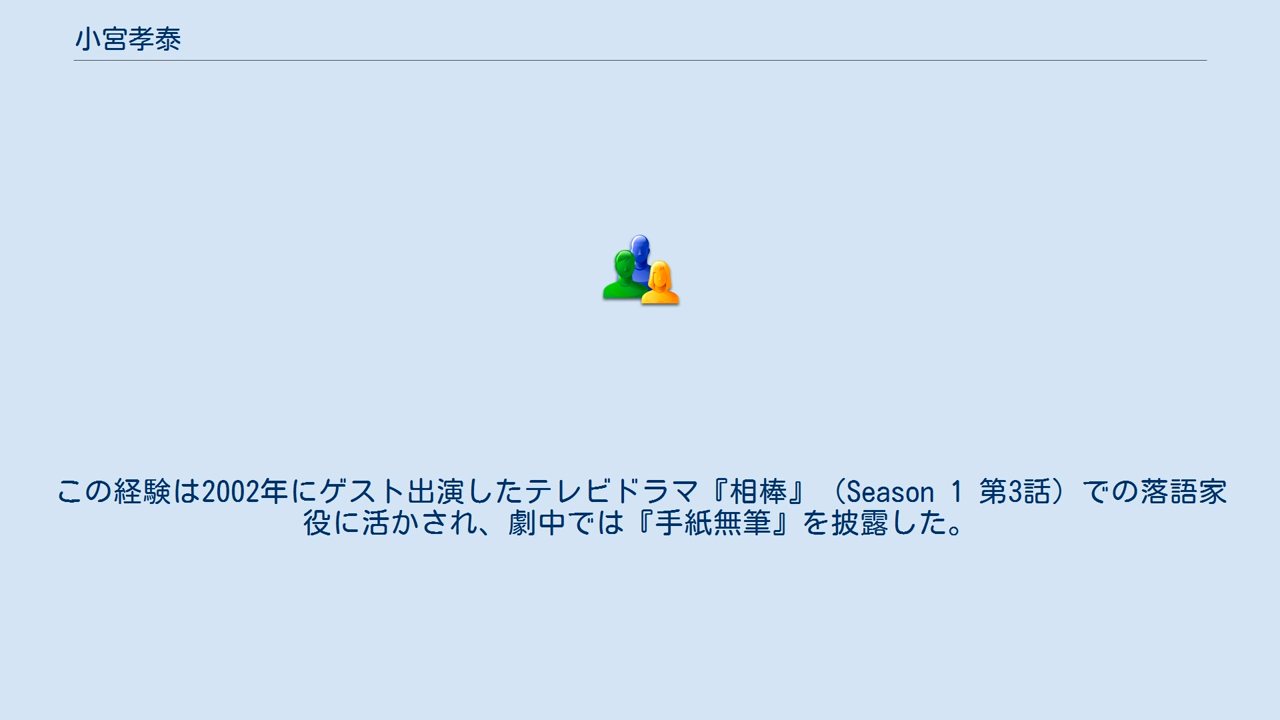 小宮孝泰
この経験は2002年にゲスト出演したテレビドラマ『相棒』（Season 1 第3話）での落語家
役に活かされ、劇中では『手紙無筆』を披露した。